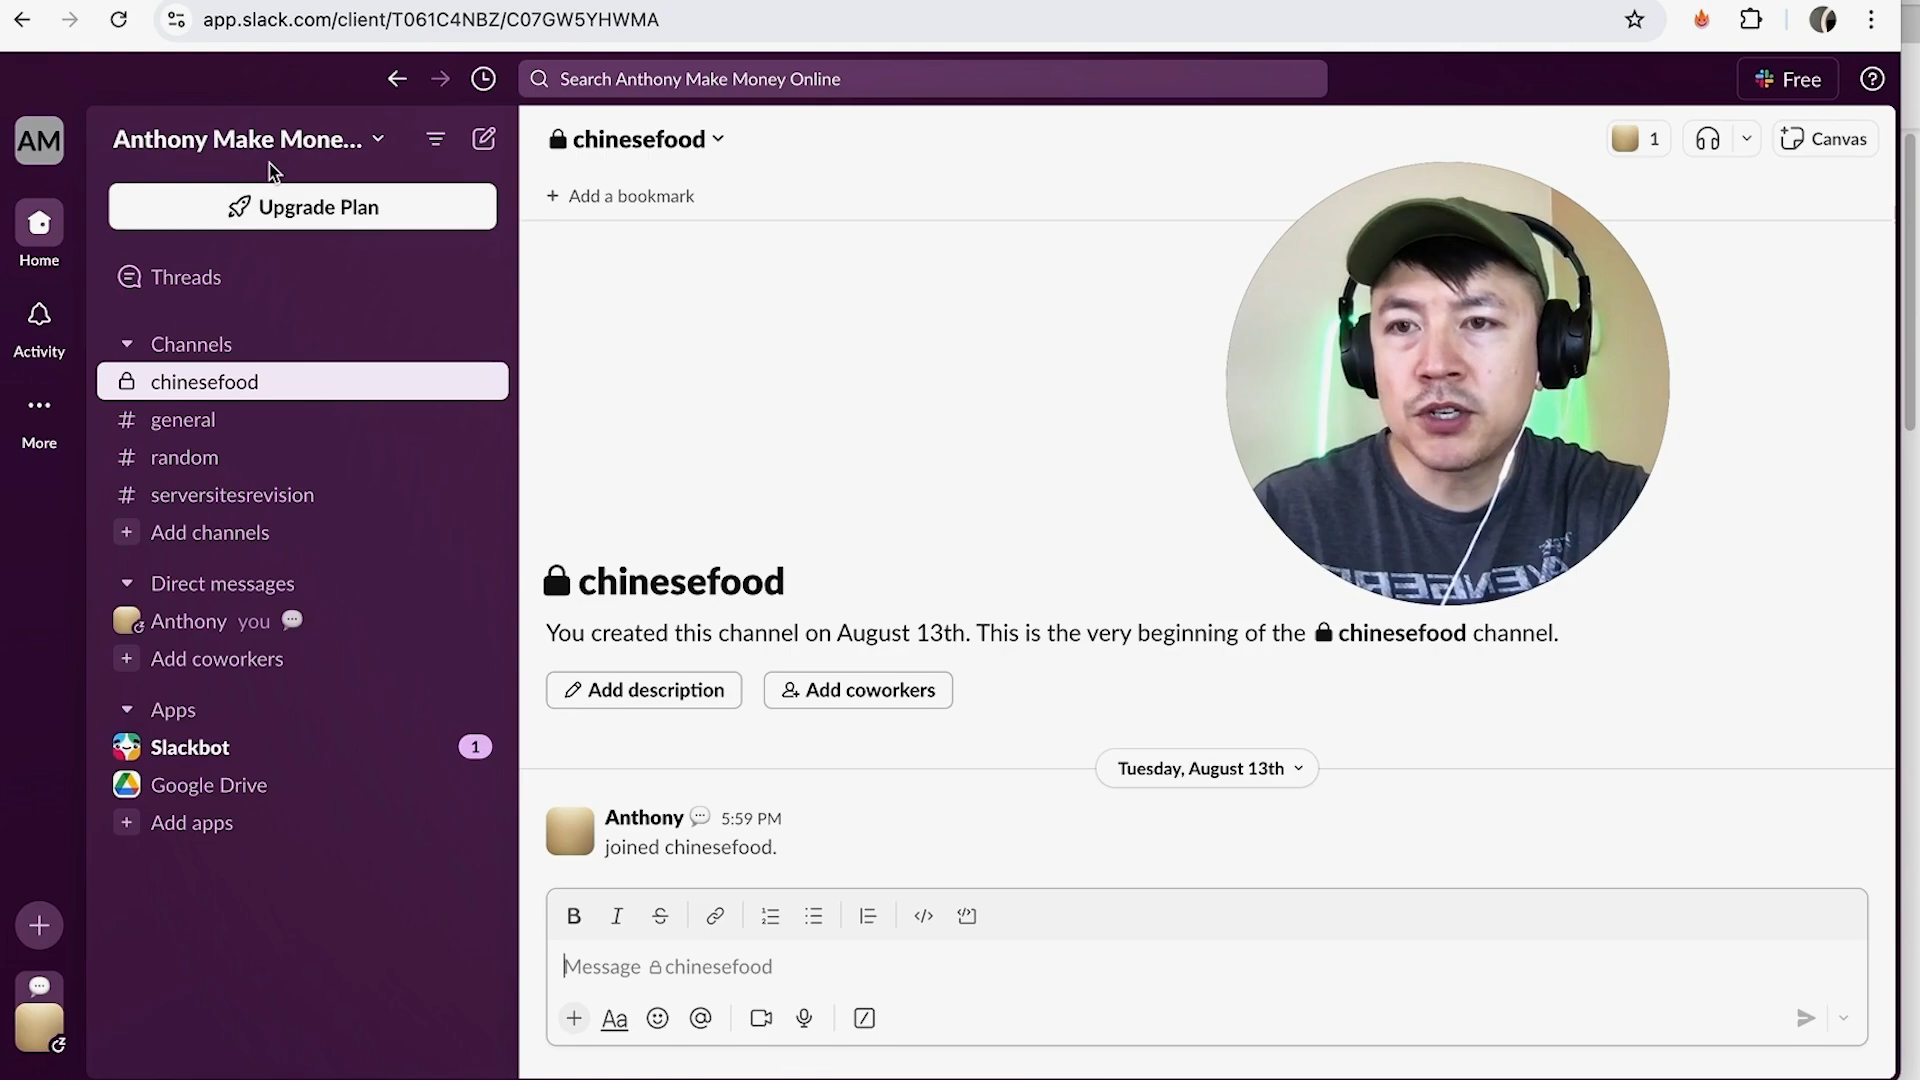 app.slack.com/client/T061C4NBZ/C07GW5YHWMA
Search Anthony Make Money Online
Free
AM
Anthony Make Mone...
chinesefood
1
Canvas
Upgrade Plan
+ Add a bookmark
Home
Threads
Activity
Channels
chinesefood
More
# general
# random
# serversitesrevision
+ Add channels
Direct messages
Anthony you
+ Add coworkers
Apps
Slackbot 1
Google Drive
+ Add apps
chinesefood
You created this channel on August 13th. This is the very beginning of the chinesefood channel.
Add description
Add coworkers
Tuesday, August 13th
Anthony 5:59 PM
joined chinesefood.
B I S
Message chinesefood
+ Aa @